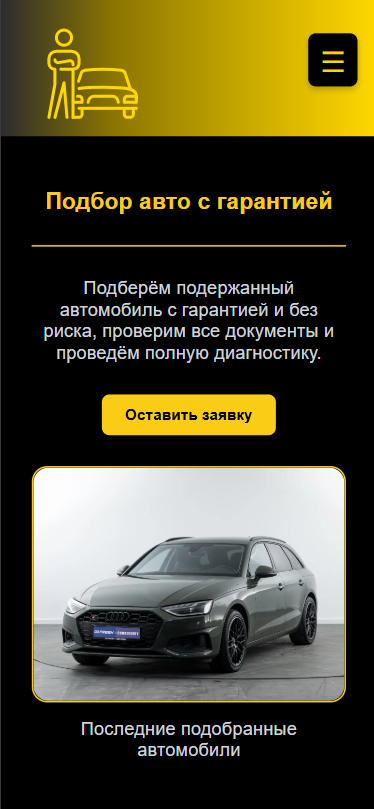 Подбор авто с гарантией
Подберём подержанный
автомобиль с гарантией и без
риска, проверим все документы и
проведём полную диагностику.
Оставить заявку
Последние подобранные
автомобили